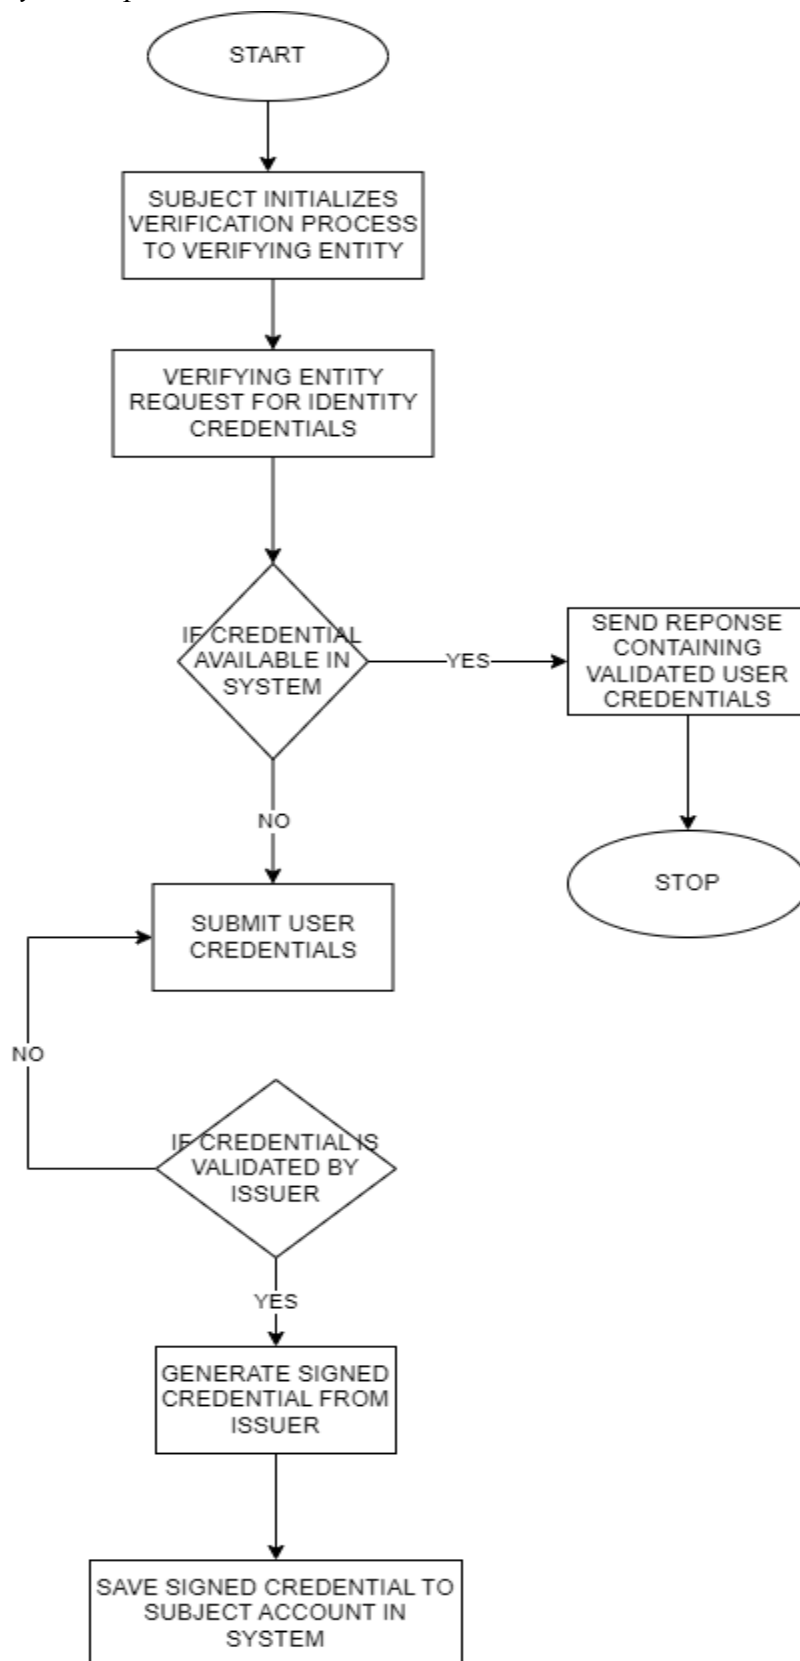 START
SUBJECT INITIALIZES
VERIFICATION PROCESS
TO VERIFYING ENTITY
VERIFYING ENTITY
REQUEST FOR IDENTITY
CREDENTIALS
IF CREDENTIAL
AVAILABLE IN
SYSTEM
YES
SEND REPONSE
CONTAINING
VALIDATED USER
CREDENTIALS
STOP
NO
SUBMIT USER
CREDENTIALS
NO
IF CREDENTIAL IS
VALIDATED BY
ISSUER
YES
GENERATE SIGNED
CREDENTIAL FROM
ISSUER
SAVE SIGNED CREDENTIAL TO
SUBJECT ACCOUNT IN
SYSTEM